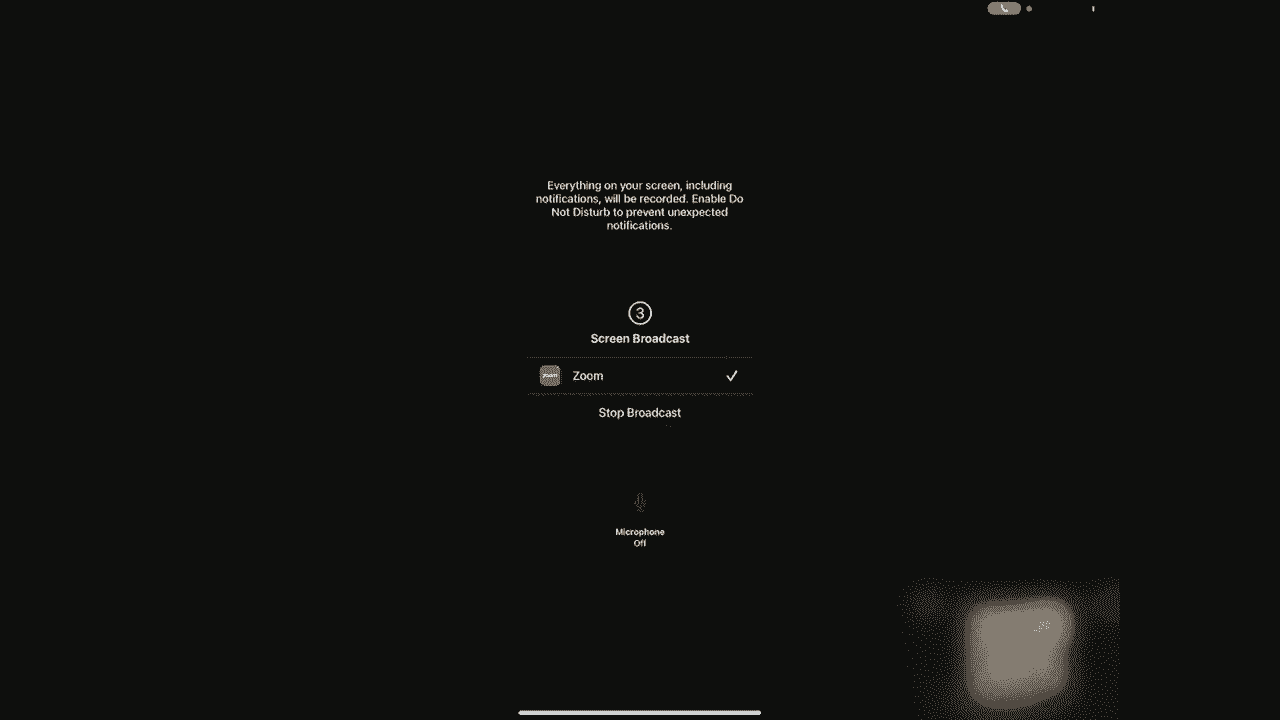 Everything on your screen, including
notifications, will be recorded. Enable Do
Not Disturb to prevent unexpected
notifications.
3
Screen Broadcast
zoom
Zoom
Stop Broadcast
Microphone
Off